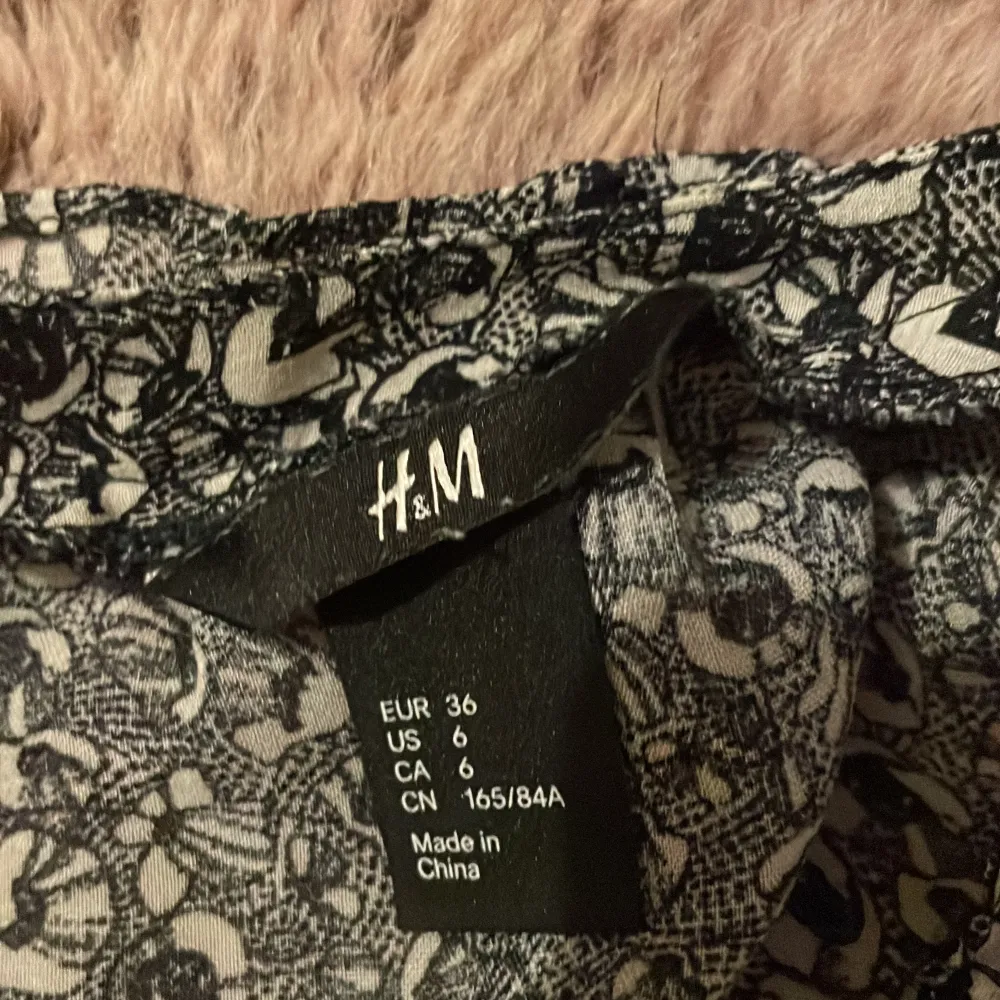 H&M
EUR 36
US 6
CA 6
CN 165/84A
Made in
China